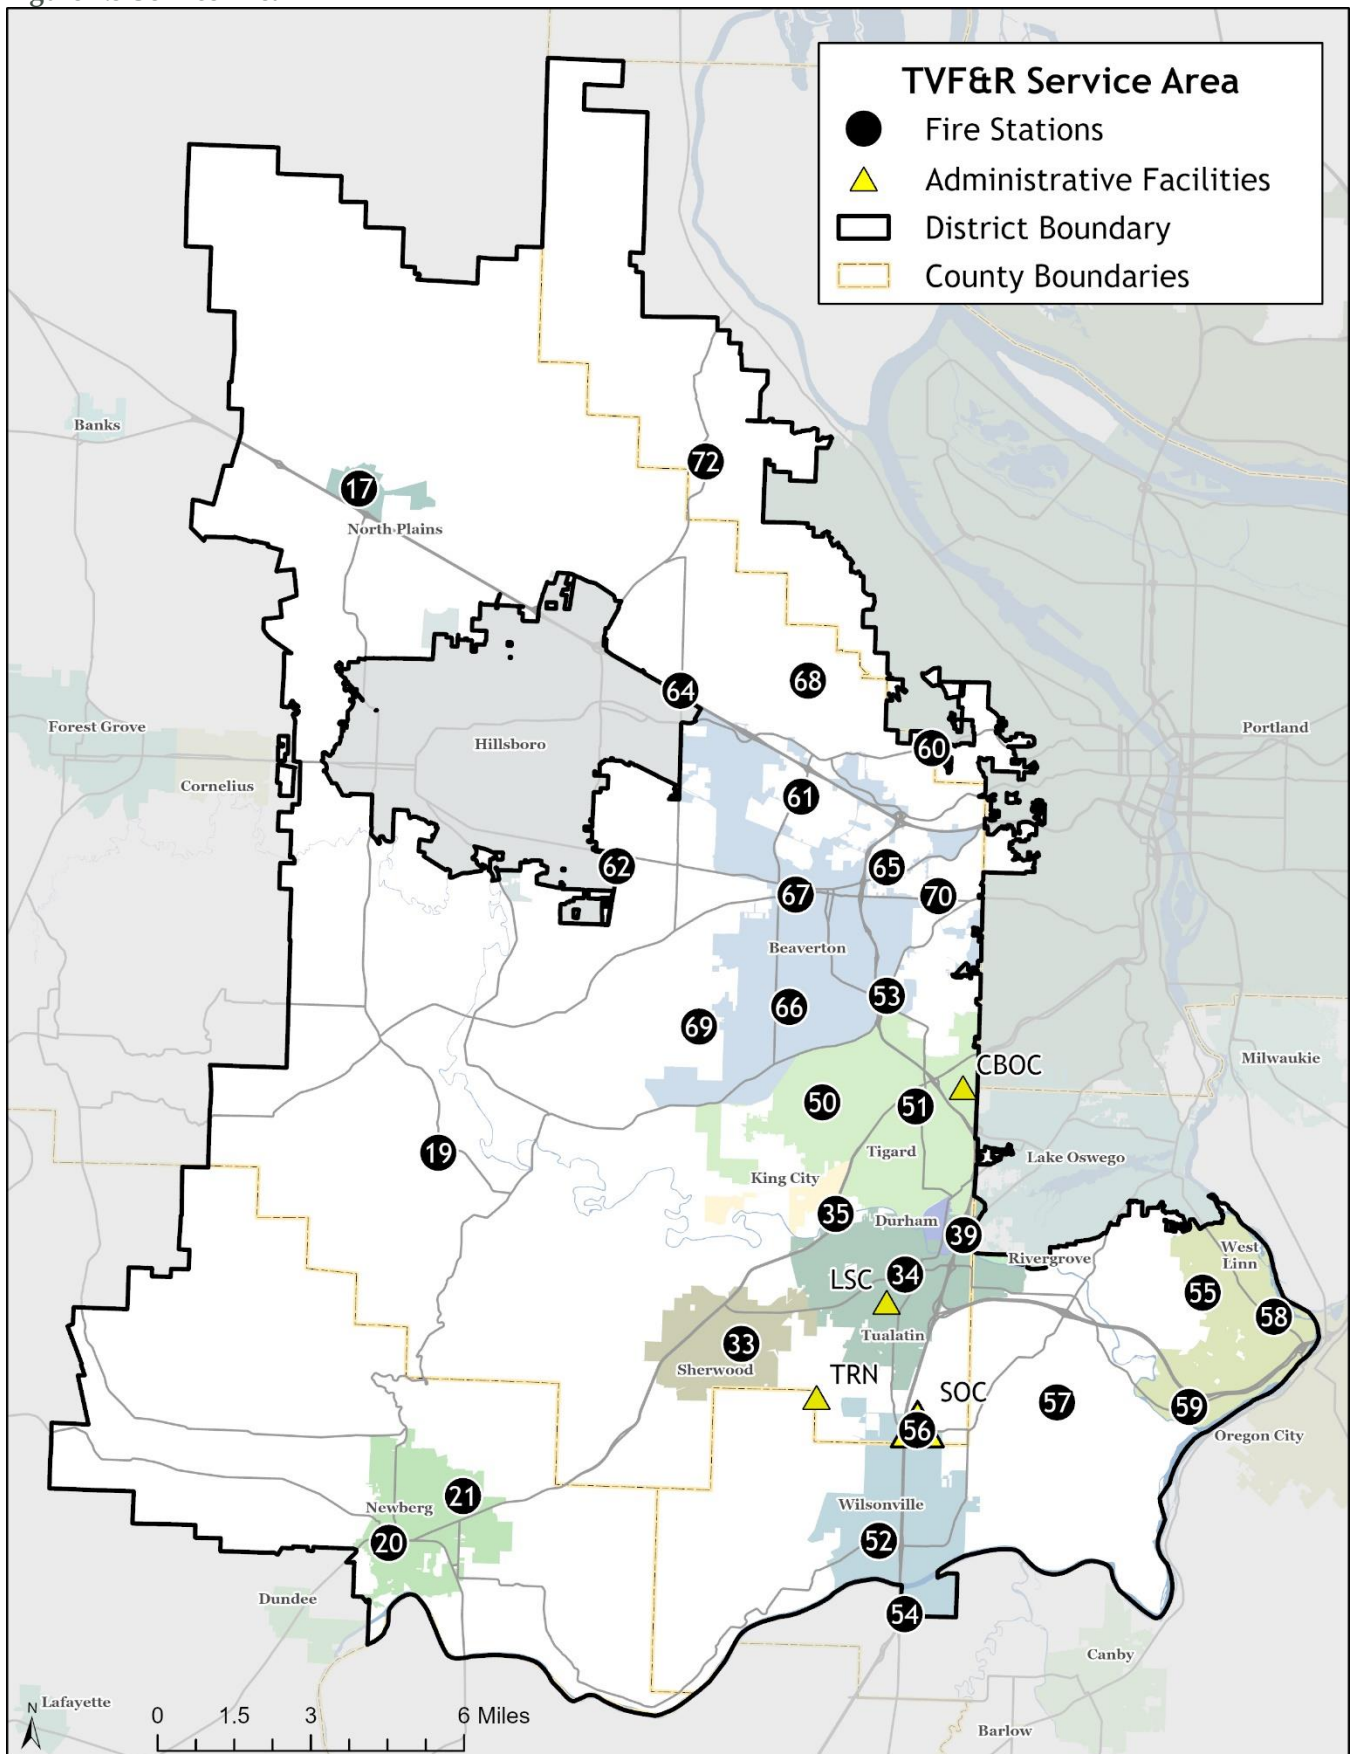 TVF&R Service Area
Fire Stations
Administrative Facilities
District Boundary
County Boundaries
Banks
72
17
North Plains
68
64
Forest Grove
Hillsboro
60
Portland
Cornelius
61
62
65
67
70
Beaverton
53
66
69
CBOC
Milwaukie
50
51
19
Tigard
Lake Oswego
King City
35
Durham
39
Rivergrove
West
Linn
LSC
34
55
58
Tualatin
33
Sherwood
TRN
SOC
57
59
56
Oregon City
21
Newberg
Wilsonville
20
52
Dundee
54
Canby
Lafayette
N
0
1.5
3
6 Miles
Barlow